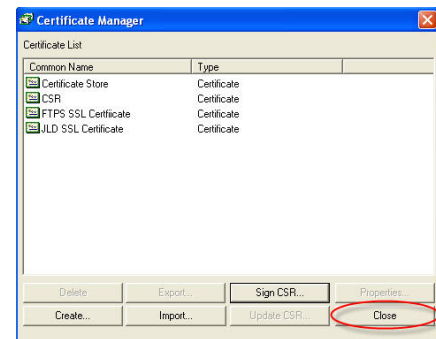 Certificate Manager
Certificate List
Common Name Type
Certificate Store Certificate
CSR Certificate
FTPS SSL Certfiicate Certificate
JLD SSL Certificate Certificate
Delete Export... Sign CSR... Properties...
Create... Import... Update CSR... Close